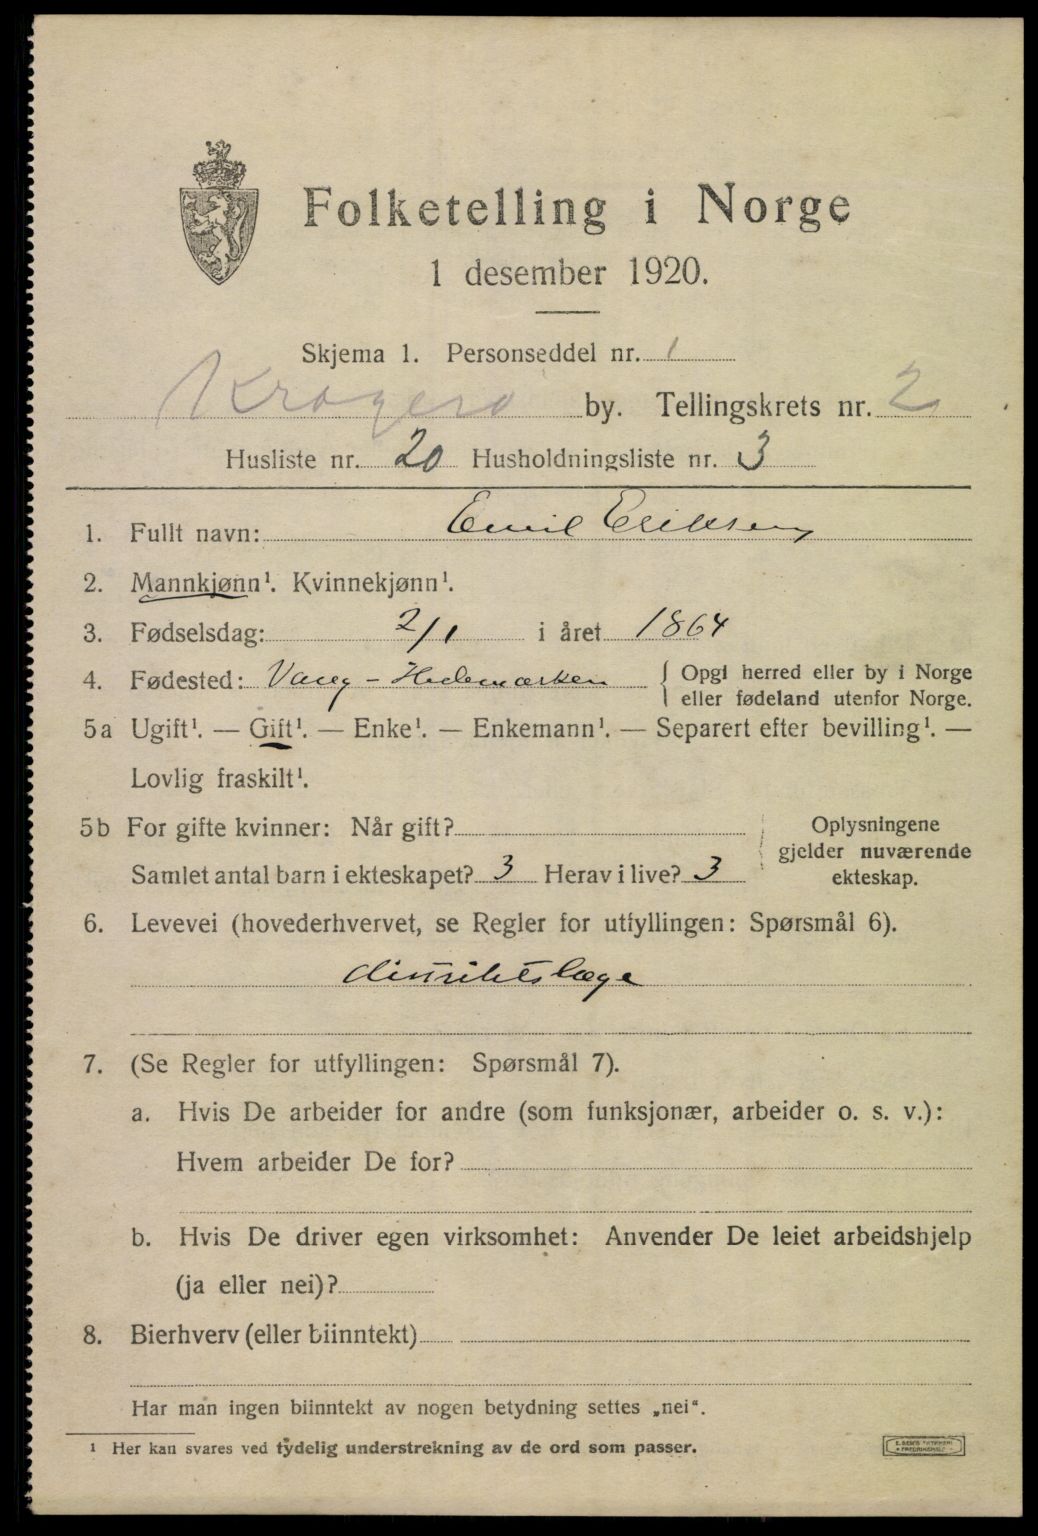 Folketelling i Norge
1 desember 1920.
Skjema 1. Personseddel nr. 1
Kragerø by. Tellingskrets nr. 2
Husliste nr. 20 Husholdningsliste nr. 3
1. Fullt navn: Emil Eriksen
2. Mannkjønn¹. Kvinnekjønn¹.
3. Fødselsdag: 2/1 i året 1864
4. Fødested: Vang - Hedemarken { Opgi herred eller by i Norge
eller fødeland utenfor Norge.
5a Ugift¹. — Gift¹. — Enke¹. — Enkemann¹. — Separert efter bevilling¹. —
Lovlig fraskilt¹.
5b For gifte kvinner: Når gift?
Samlet antal barn i ekteskapet? 3 Herav i live? 3
Oplysningene
gjelder nuværende
ekteskap.
6. Levevei (hovederhvervet, se Regler for utfyllingen: Spørsmål 6).
distriktslæge
7. (Se Regler for utfyllingen: Spørsmål 7).
a. Hvis De arbeider for andre (som funksjonær, arbeider o. s. v.):
Hvem arbeider De for?
b. Hvis De driver egen virksomhet: Anvender De leiet arbeidshjelp
(ja eller nei)?
8. Bierhverv (eller biinntekt)
Har man ingen biinntekt av nogen betydning settes „nei“.
¹ Her kan svares ved tydelig understrekning av de ord som passer.